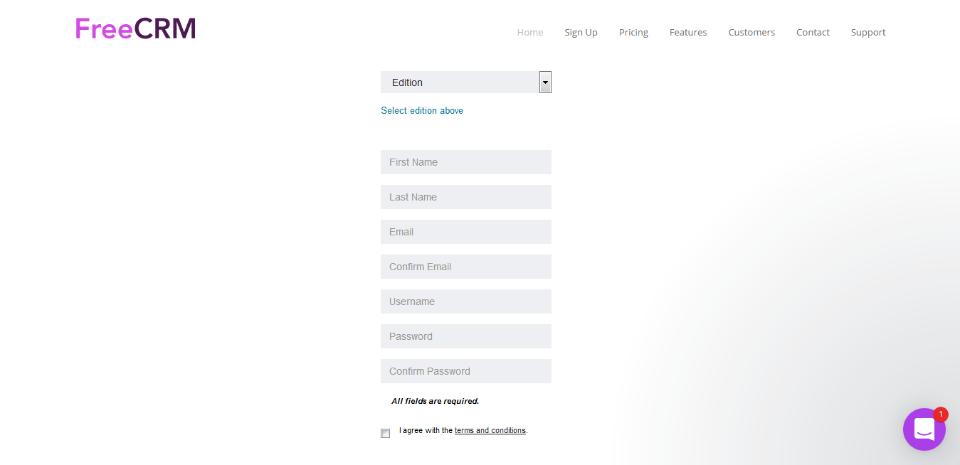 FreeCRM
Home Sign Up Pricing Features Customers Contact Support
Edition
Select edition above
First Name
Last Name
Email
Confirm Email
Username
Password
Confirm Password
All fields are required.
I agree with the terms and conditions.
1